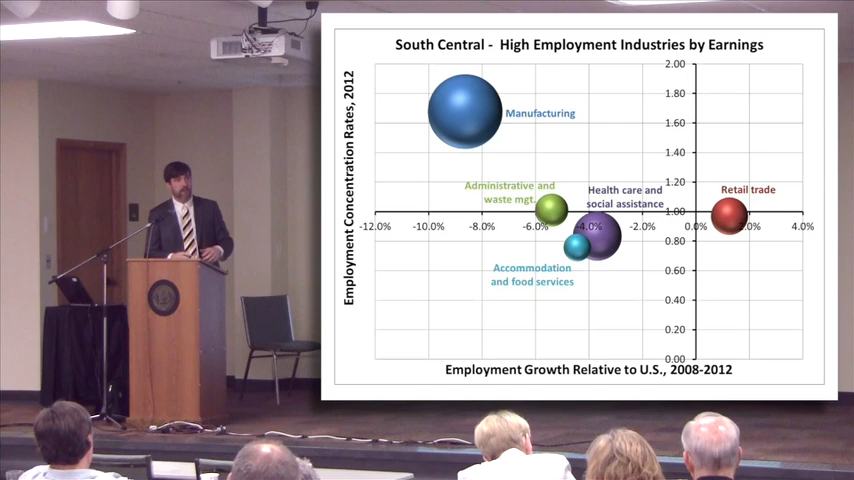 South Central -  High Employment Industries by Earnings
Employment Concentration Rates, 2012
2.00
1.80
1.60
1.40
1.20
1.00
0.80
0.60
0.40
0.20
0.00
-12.0%
-10.0%
-8.0%
-6.0%
-4.0%
-2.0%
0.0%
2.0%
4.0%
Manufacturing
Administrative and
waste mgt.
Health care and
social assistance
Retail trade
Accommodation
and food services
Employment Growth Relative to U.S., 2008-2012